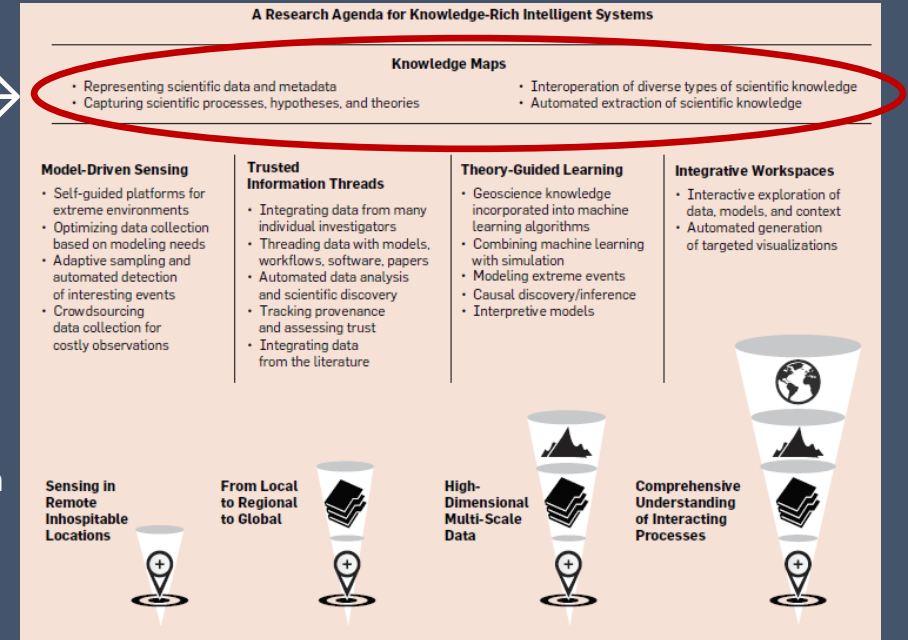 A Research Agenda for Knowledge-Rich Intelligent Systems
Knowledge Maps
• Representing scientific data and metadata
• Capturing scientific processes, hypotheses, and theories
• Interoperation of diverse types of scientific knowledge
• Automated extraction of scientific knowledge
Model-Driven Sensing
• Self-guided platforms for
extreme environments
• Optimizing data collection
based on modeling needs
• Adaptive sampling and
automated detection
of interesting events
• Crowdsourcing
data collection for
costly observations
Trusted
Information Threads
• Integrating data from many
individual investigators
• Threading data with models,
workflows, software, papers
• Automated data analysis
and scientific discovery
• Tracking provenance
and assessing trust
• Integrating data
from the literature
Theory-Guided Learning
• Geoscience knowledge
incorporated into machine
learning algorithms
• Combining machine learning
with simulation
• Modeling extreme events
• Causal discovery/inference
• Interpretive models
Integrative Workspaces
• Interactive exploration of
data, models, and context
• Automated generation
of targeted visualizations
Sensing in
Remote
Inhospitable
Locations
From Local
to Regional
to Global
High-
Dimensional
Multi-Scale
Data
Comprehensive
Understanding
of Interacting
Processes